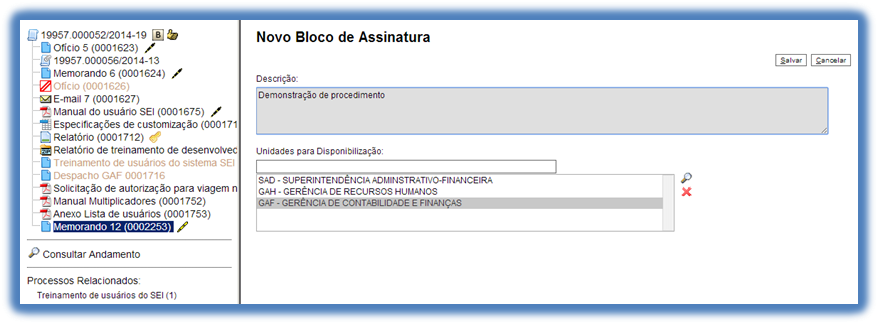 19957.000052/2014-19 B
Ofício 5 (0001623)
19957.000056/2014-13
Memorando 6 (0001624)
Ofício (0001626)
E-mail 7 (0001627)
Manual do usuário SEI (0001675)
Especificações de customização (000171
Relatório (0001712)
Relatório de treinamento de desenvolved
Treinamento de usuários do sistema SEI
Despacho GAF 0001716
Solicitação de autorização para viagem n
Manual Multiplicadores (0001752)
Anexo Lista de usuários (0001753)
Memorando 12 (0002253)
Consultar Andamento
Processos Relacionados:
Treinamento de usuários do SEI (1)
Novo Bloco de Assinatura
Salvar Cancelar
Descrição:
Demonstração de procedimento
Unidades para Disponibilização:
SAD - SUPERINTENDÊNCIA ADMINSTRATIVO-FINANCEIRA
GAH - GERÊNCIA DE RECURSOS HUMANOS
GAF - GERÊNCIA DE CONTABILIDADE E FINANÇAS